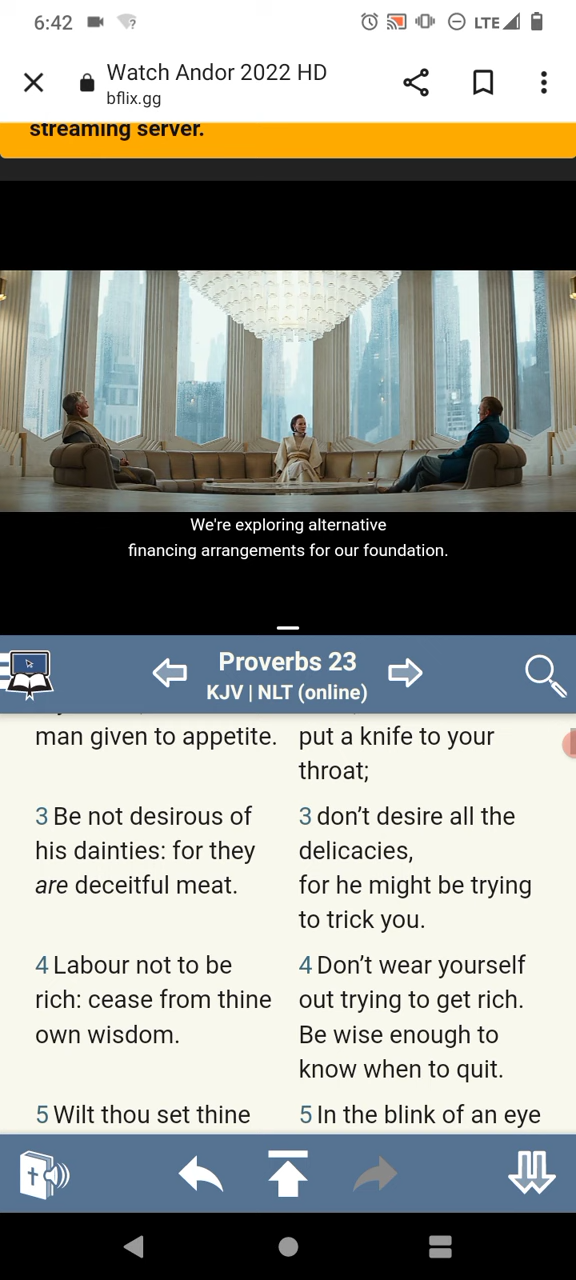 6:42
LTE
Watch Andor 2022 HD
bflix.gg
streaming server.
We're exploring alternative
financing arrangements for our foundation.
Proverbs 23
KJV | NLT (online)
man given to appetite.
3 Be not desirous of
his dainties: for they
are deceitful meat.
4 Labour not to be
rich: cease from thine
own wisdom.
5 Wilt thou set thine
put a knife to your
throat;
3 don’t desire all the
delicacies,
for he might be trying
to trick you.
4 Don’t wear yourself
out trying to get rich.
Be wise enough to
know when to quit.
5 In the blink of an eye